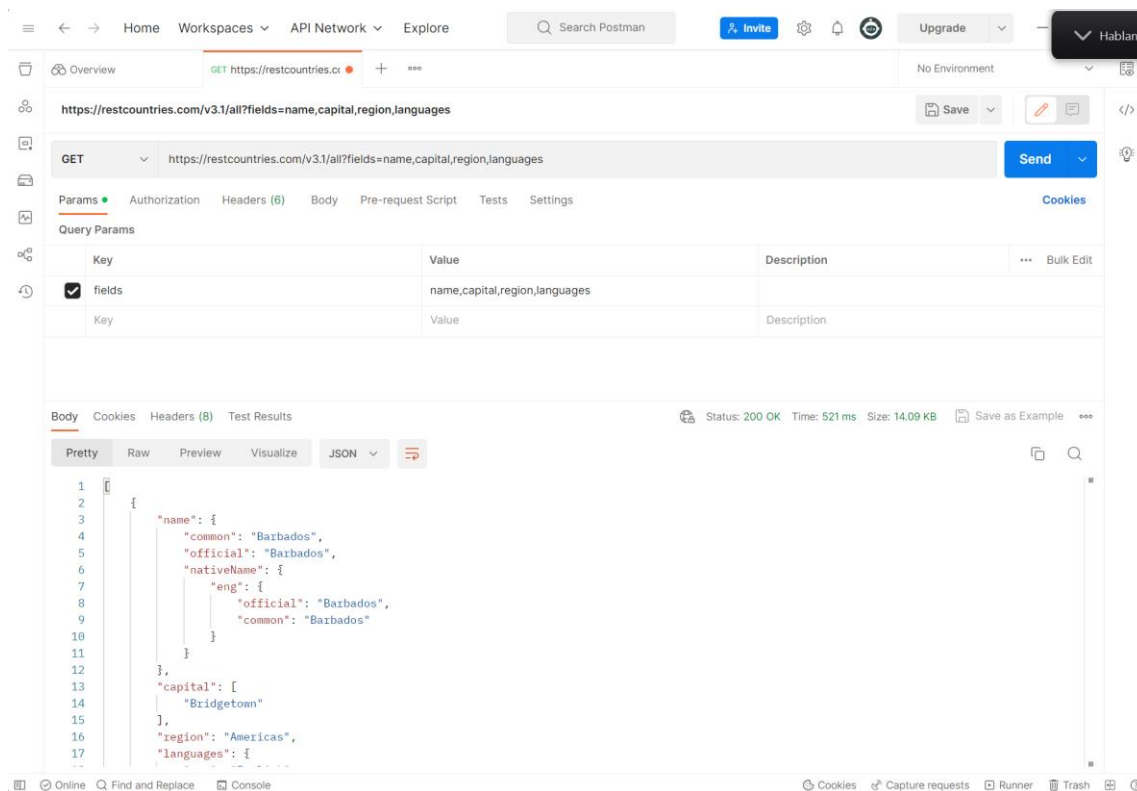 Home Workspaces API Network Explore Search Postman Invite Upgrade
Hablan
Overview GET https://restcountries.cc No Environment
https://restcountries.com/v3.1/all?fields=name,capital,region,languages Save
GET https://restcountries.com/v3.1/all?fields=name,capital,region,languages Send
Params Authorization Headers (6) Body Pre-request Script Tests Settings Cookies
Query Params
Key Value Description Bulk Edit
fields name,capital,region,languages
Key Value Description
Body Cookies Headers (8) Test Results Status: 200 OK Time: 521 ms Size: 14.09 KB Save as Example
Pretty Raw Preview Visualize JSON
1 [
2 {
3 "name": {
4 "common": "Barbados",
5 "official": "Barbados",
6 "nativeName": {
7 "eng": {
8 "official": "Barbados",
9 "common": "Barbados"
10 }
11 }
12 },
13 "capital": [
14 "Bridgetown"
15 ],
16 "region": "Americas",
17 "languages": {
Online Find and Replace Console Cookies Capture requests Runner Trash